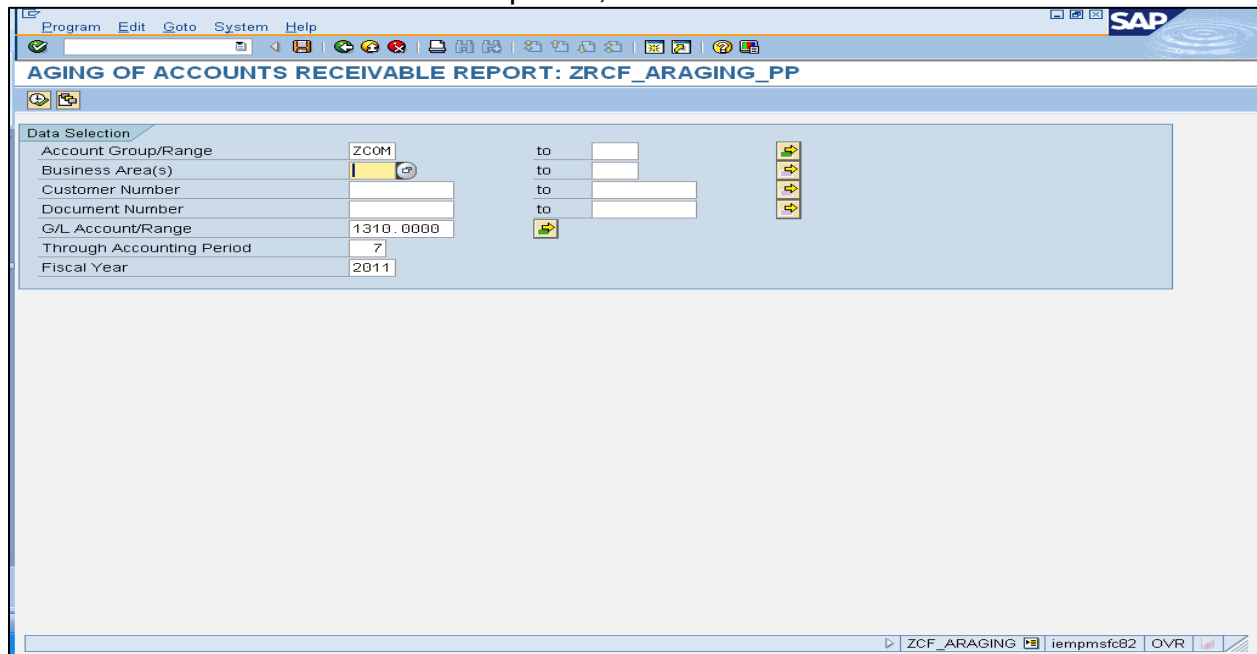 Program Edit Goto System Help
SAP
AGING OF ACCOUNTS RECEIVABLE REPORT: ZRCF_ARAGING_PP
Data Selection
Account Group/Range ZCOM to
Business Area(s) to
Customer Number to
Document Number to
G/L Account/Range 1310.0000
Through Accounting Period 7
Fiscal Year 2011
ZCF_ARAGING iempmsfc82 OVR